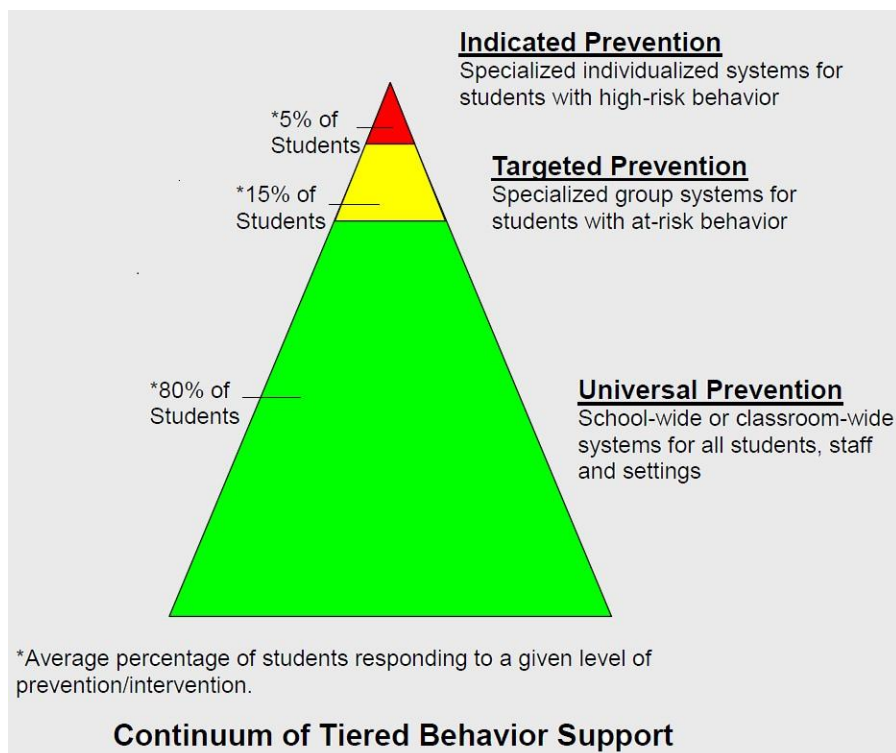 Indicated Prevention
Specialized individualized systems for
students with high-risk behavior
*5% of
Students
Targeted Prevention
Specialized group systems for
students with at-risk behavior
*15% of
Students
*80% of
Students
Universal Prevention
School-wide or classroom-wide
systems for all students, staff
and settings
*Average percentage of students responding to a given level of
prevention/intervention.
Continuum of Tiered Behavior Support